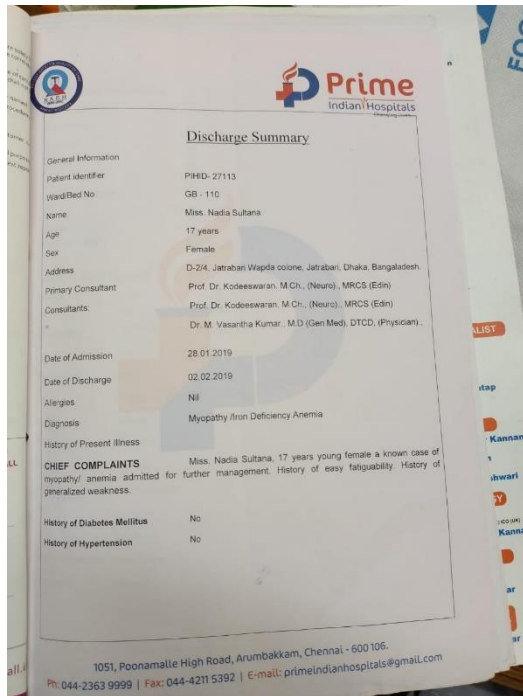 N.A.B.H
Prime
Indian Hospitals
Discharge Summary
General Information
Patient Identifier PIHID- 27113
Ward/Bed No GB - 110
Name Miss. Nadia Sultana
Age 17 years
Sex Female
Address D-2/4, Jatrabari Wapda colone, Jatrabari, Dhaka, Bangaladesh.
Primary Consultant Prof. Dr. Kodeeswaran. M.Ch., (Neuro)., MRCS (Edin)
Consultants: Prof. Dr. Kodeeswaran. M.Ch., (Neuro)., MRCS (Edin)
Dr. M. Vasantha Kumar., M.D (Gen Med). DTCD, (Physician).,
Date of Admission 28.01.2019
Date of Discharge 02.02.2019
Allergies Nil
Diagnosis Myopathy /Iron Deficiency Anemia
History of Present Illness
CHIEF COMPLAINTS Miss. Nadia Sultana, 17 years young female a known case of
myopathy/ anemia admitted for further management. History of easy fatiguability. History of
generalized weakness.
History of Diabetes Mellitus No
History of Hypertension No
1051, Poonamalle High Road, Arumbakkam, Chennai - 600 106.
Ph: 044-2363 9999 | Fax: 044-4211 5392 | E-mail: primeindianhospitals@gmail.com
FOO
ALIST
Kannan
Kanna